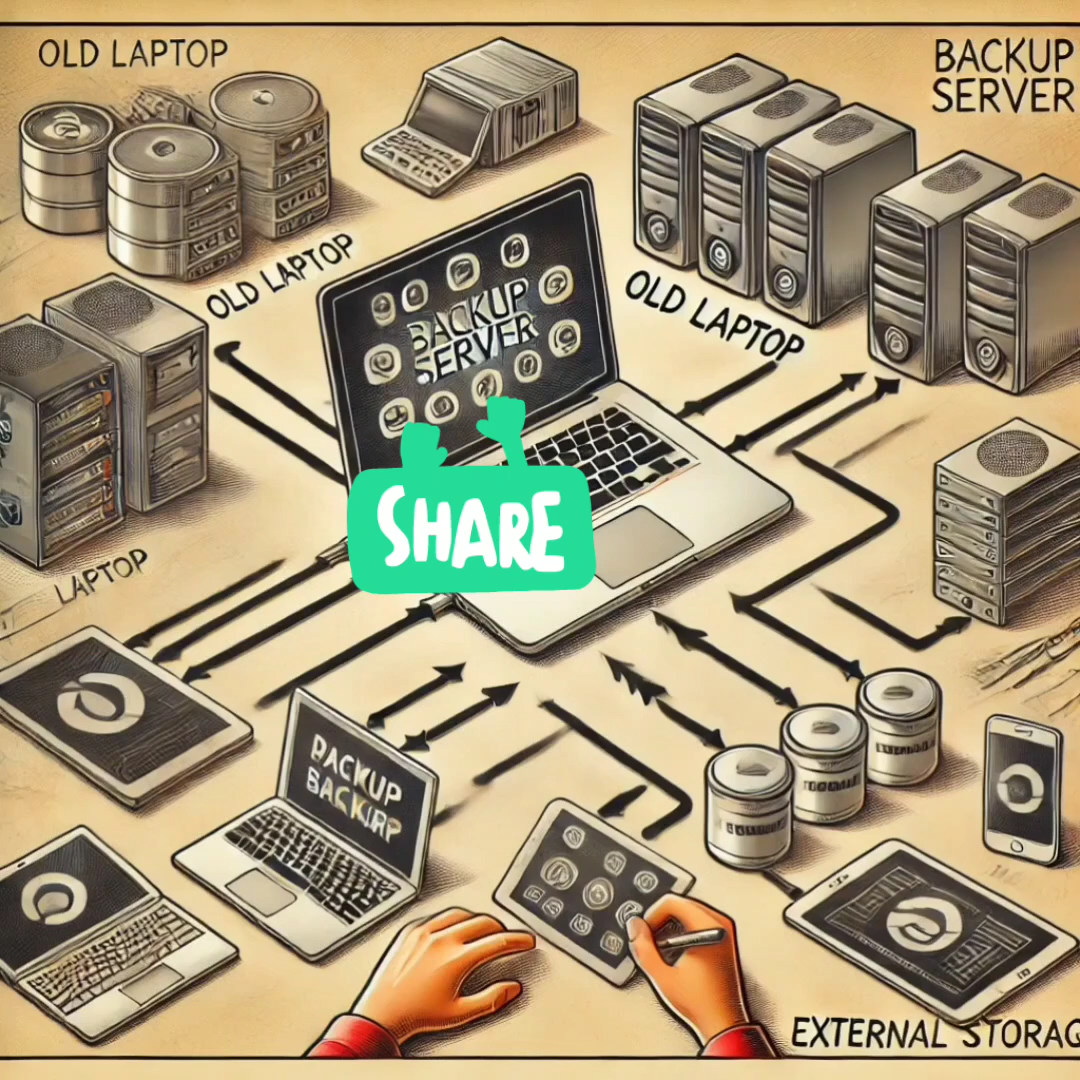 OLD LAPTOP
BACKUP
SERVER
OLD LAPTOP
BACKUP
SERVER
OLD LAPTOP
SHARE
LAPTOP
BACKUP
EXTERNAL STORAG